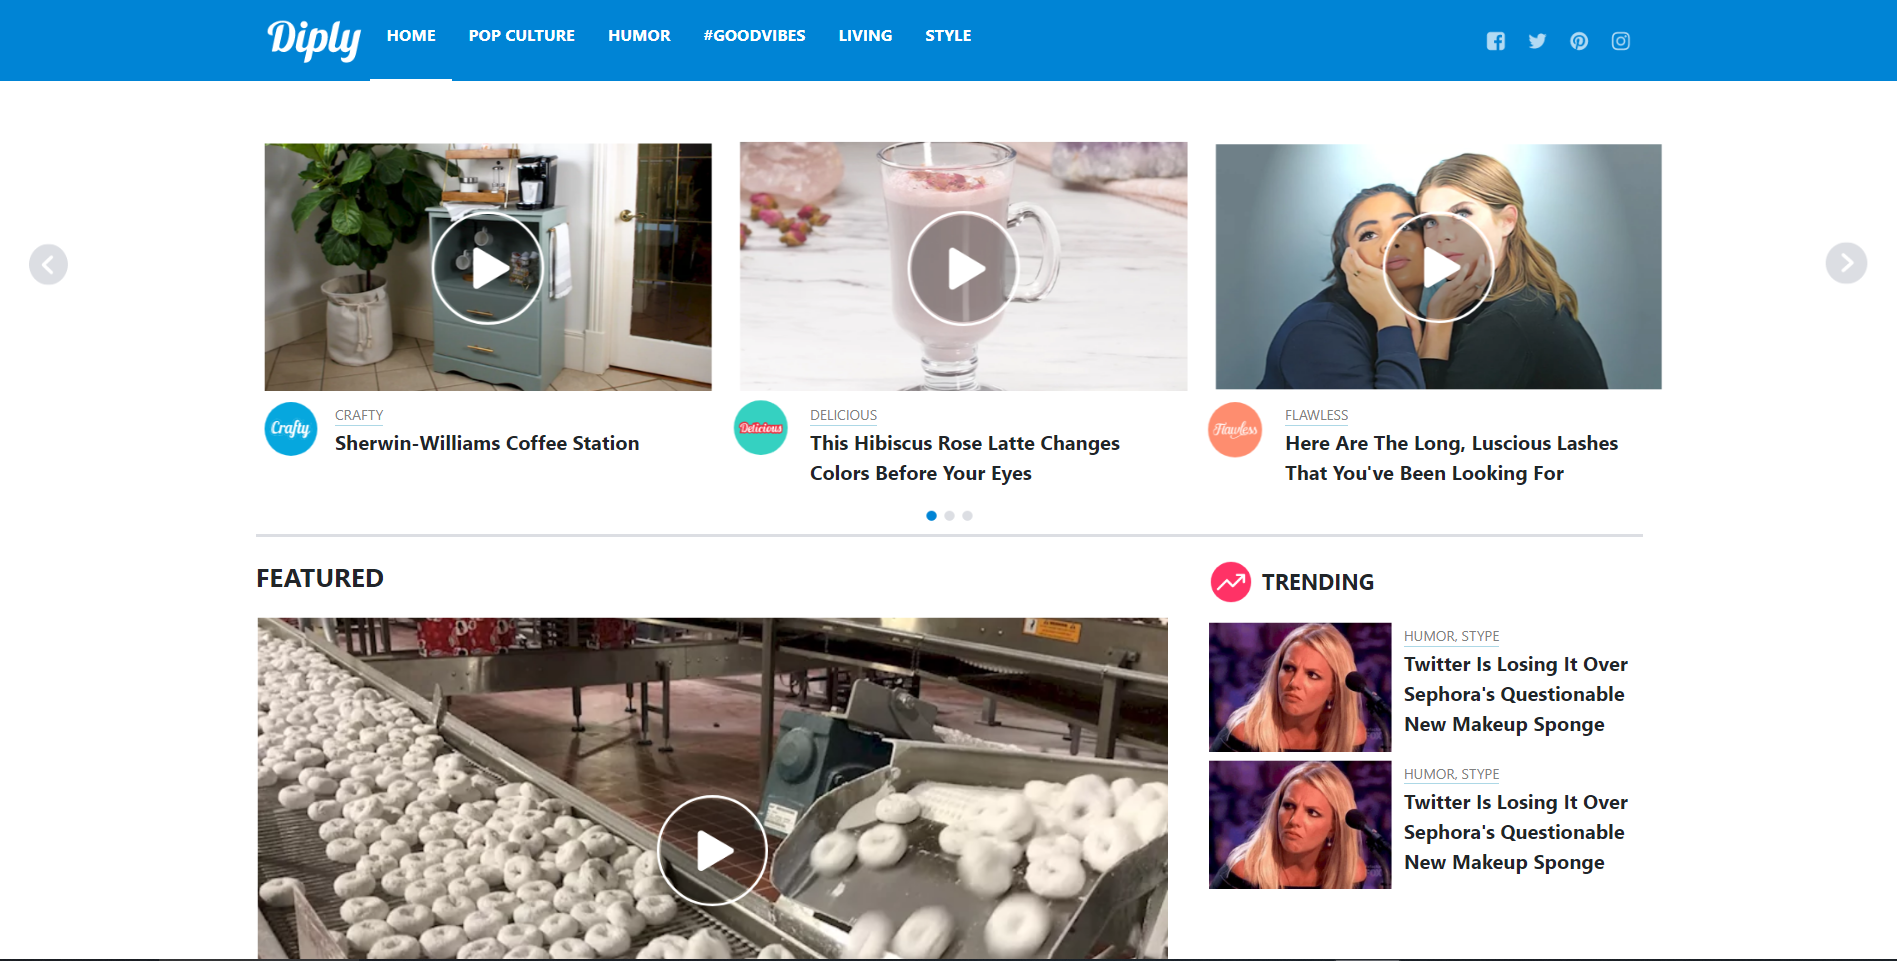 Diply HOME POP CULTURE HUMOR #GOODVIBES LIVING STYLE
Crafty
CRAFTY
Sherwin-Williams Coffee Station
Delicious
DELICIOUS
This Hibiscus Rose Latte Changes
Colors Before Your Eyes
Flawless
FLAWLESS
Here Are The Long, Luscious Lashes
That You've Been Looking For
FEATURED
TRENDING
HUMOR, STYPE
Twitter Is Losing It Over
Sephora's Questionable
New Makeup Sponge
HUMOR, STYPE
Twitter Is Losing It Over
Sephora's Questionable
New Makeup Sponge